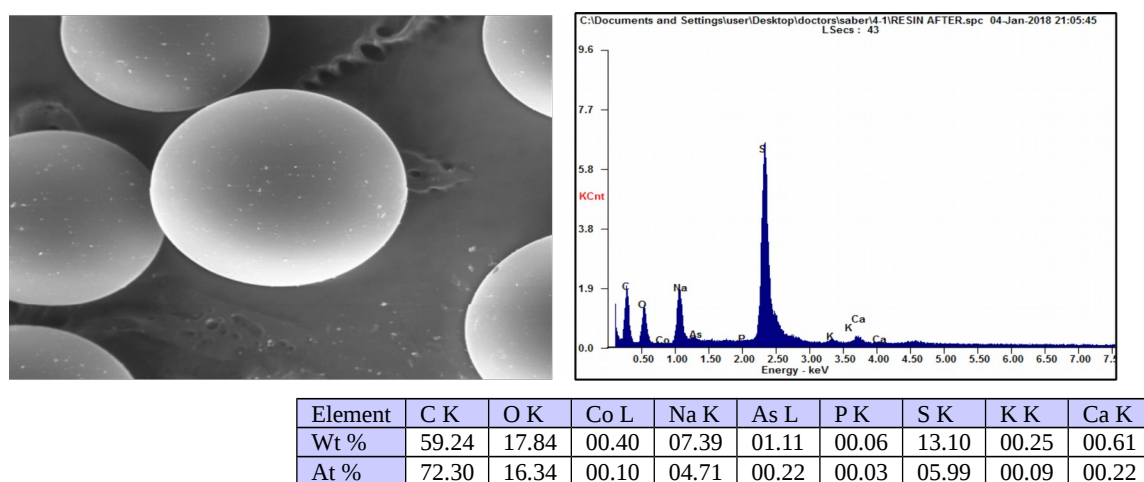 C:\Documents and Settings\user\Desktop\doctors\saber\4-1\RESIN AFTER.spc 04-Jan-2018 21:05:45
LSecs : 43
9.6
7.7
5.8
KCnt
3.8
1.9
0.0
C
O
Co
Na
As
P
S
K
K
Ca
Ca
0.50 1.00 1.50 2.00 2.50 3.00 3.50 4.00 4.50 5.00 5.50 6.00 6.50 7.00 7.5
Energy - keV
Element C K O K Co L Na K As L P K S K K K Ca K
Wt % 59.24 17.84 00.40 07.39 01.11 00.06 13.10 00.25 00.61
At % 72.30 16.34 00.10 04.71 00.22 00.03 05.99 00.09 00.22